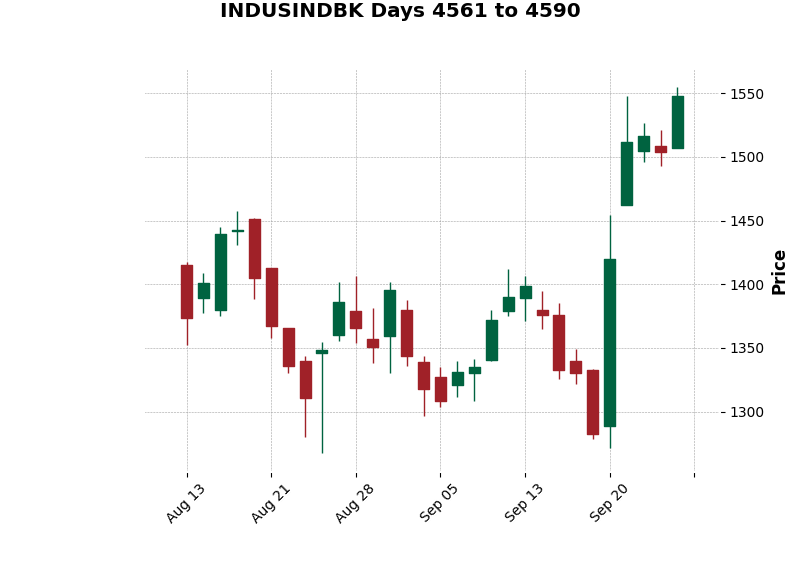 INDUSINDBK Days 4561 to 4590
1550
1500
1450
1400
1350
1300
Price
Aug 13
Aug 21
Aug 28
Sep 05
Sep 13
Sep 20